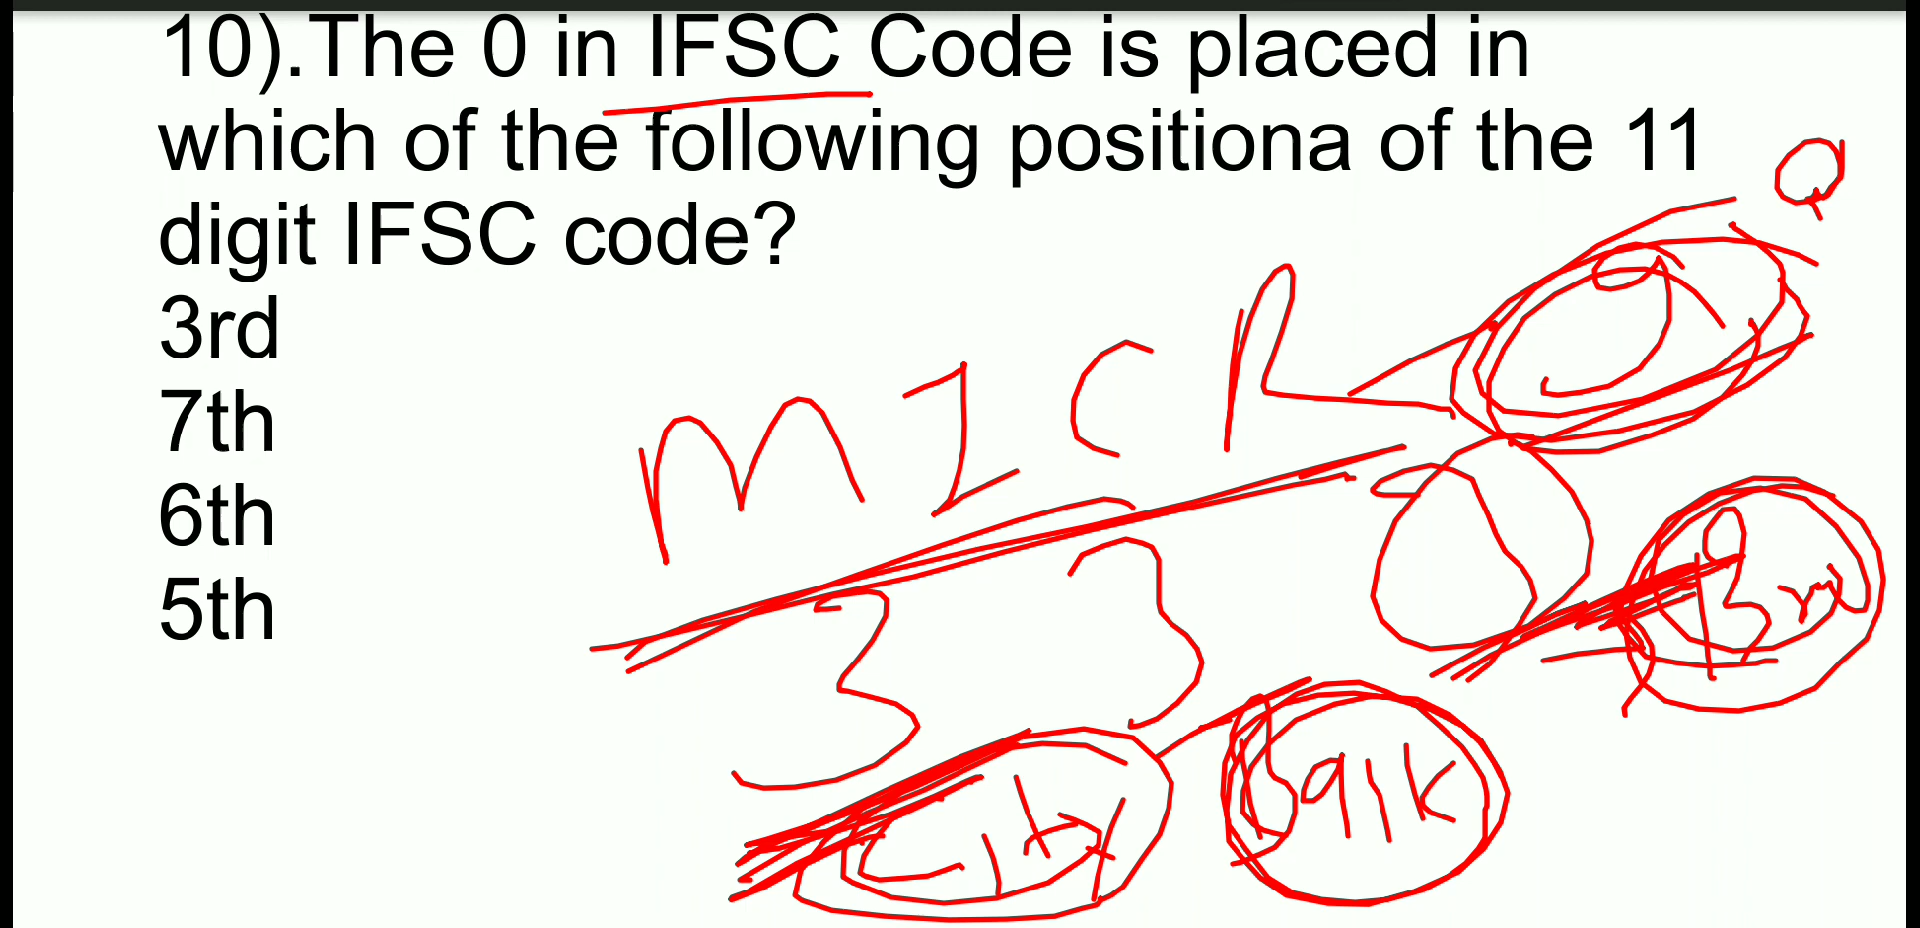 10).The 0 in IFSC Code is placed in
which of the following positiona of the 11
digit IFSC code?
3rd
7th
6th
5th
Q
MICR
3 3
City
Bank